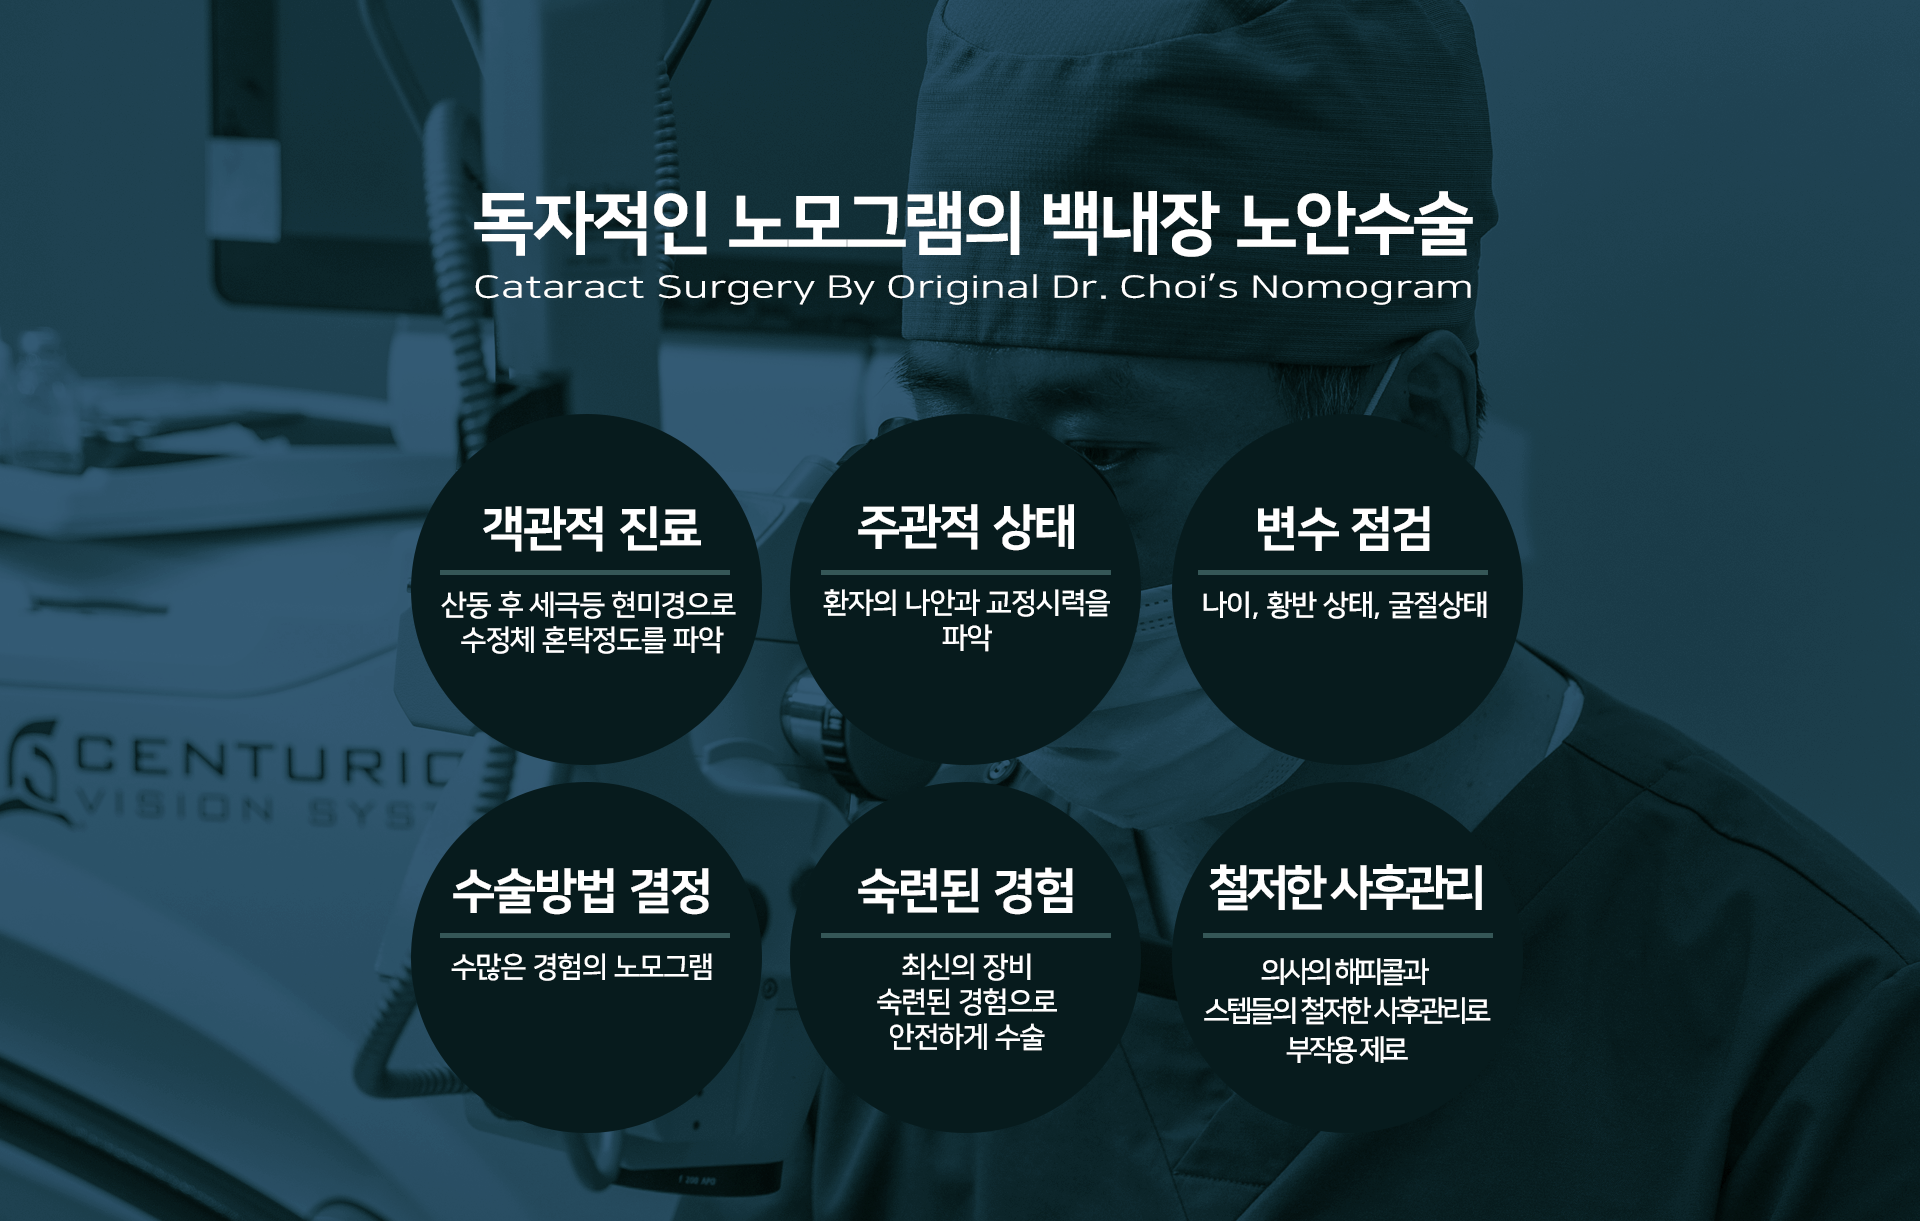 독자적인 노모그램의 백내장 노안수술
Cataract Surgery By Original Dr. Choi's Nomogram
객관적 진료
산동 후 세극등 현미경으로
수정체 혼탁정도를 파악
주관적 상태
환자의 나안과 교정시력을
파악
변수 점검
나이, 황반 상태, 굴절상태
CENTURIO
VISION SYS
수술방법 결정
수많은 경험의 노모그램
숙련된 경험
최신의 장비
숙련된 경험으로
안전하게 수술
철저한 사후관리
의사의 해피콜과
스텝들의 철저한 사후관리로
부작용 제로
f 200 APO